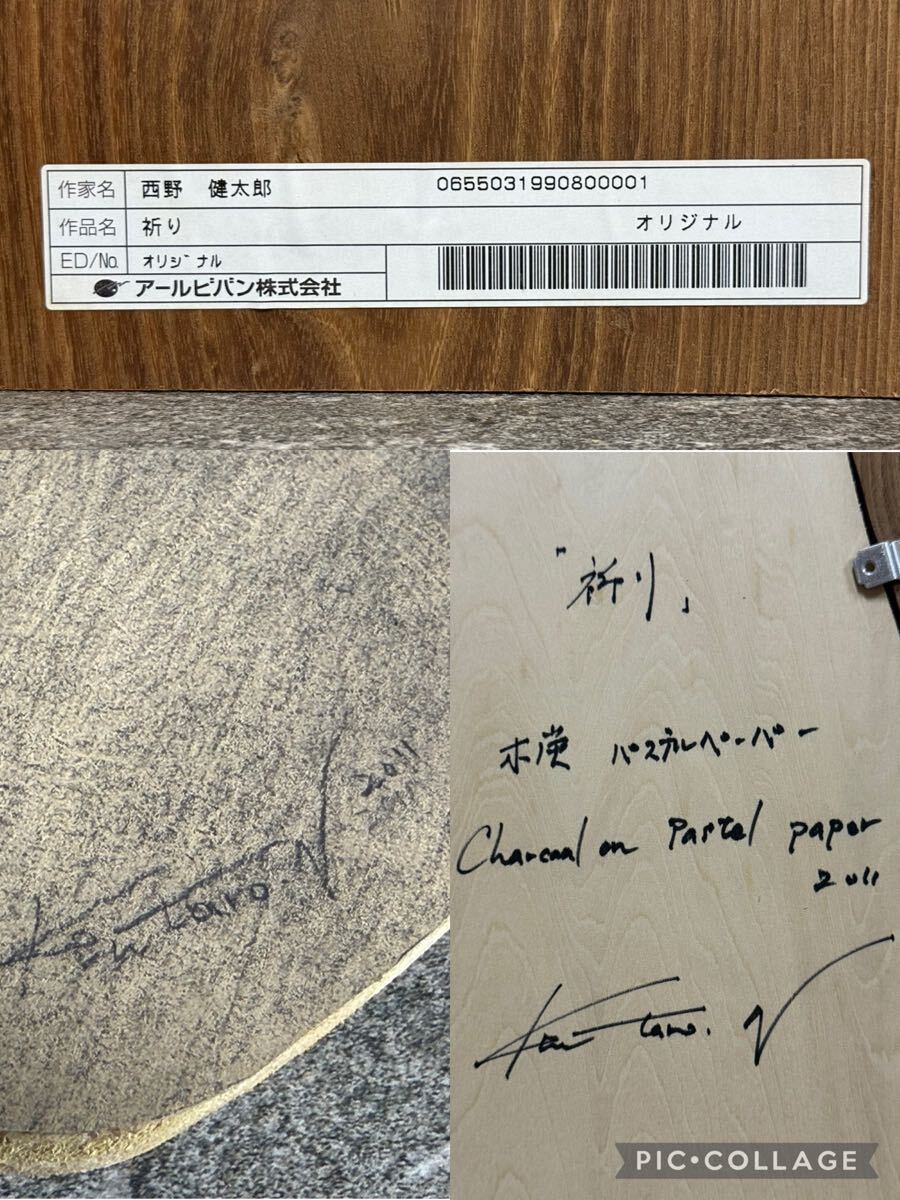 作家名 西野 健太郎 0655031990800001
作品名 祈り オリジナル
ED/No. オリジナル
アールビバン株式会社
Kentaro N 2011
「祈り」
木炭 パステルペーパー
Charcoal on Pastel paper
2011
Kentaro. N
PIC•COLLAGE